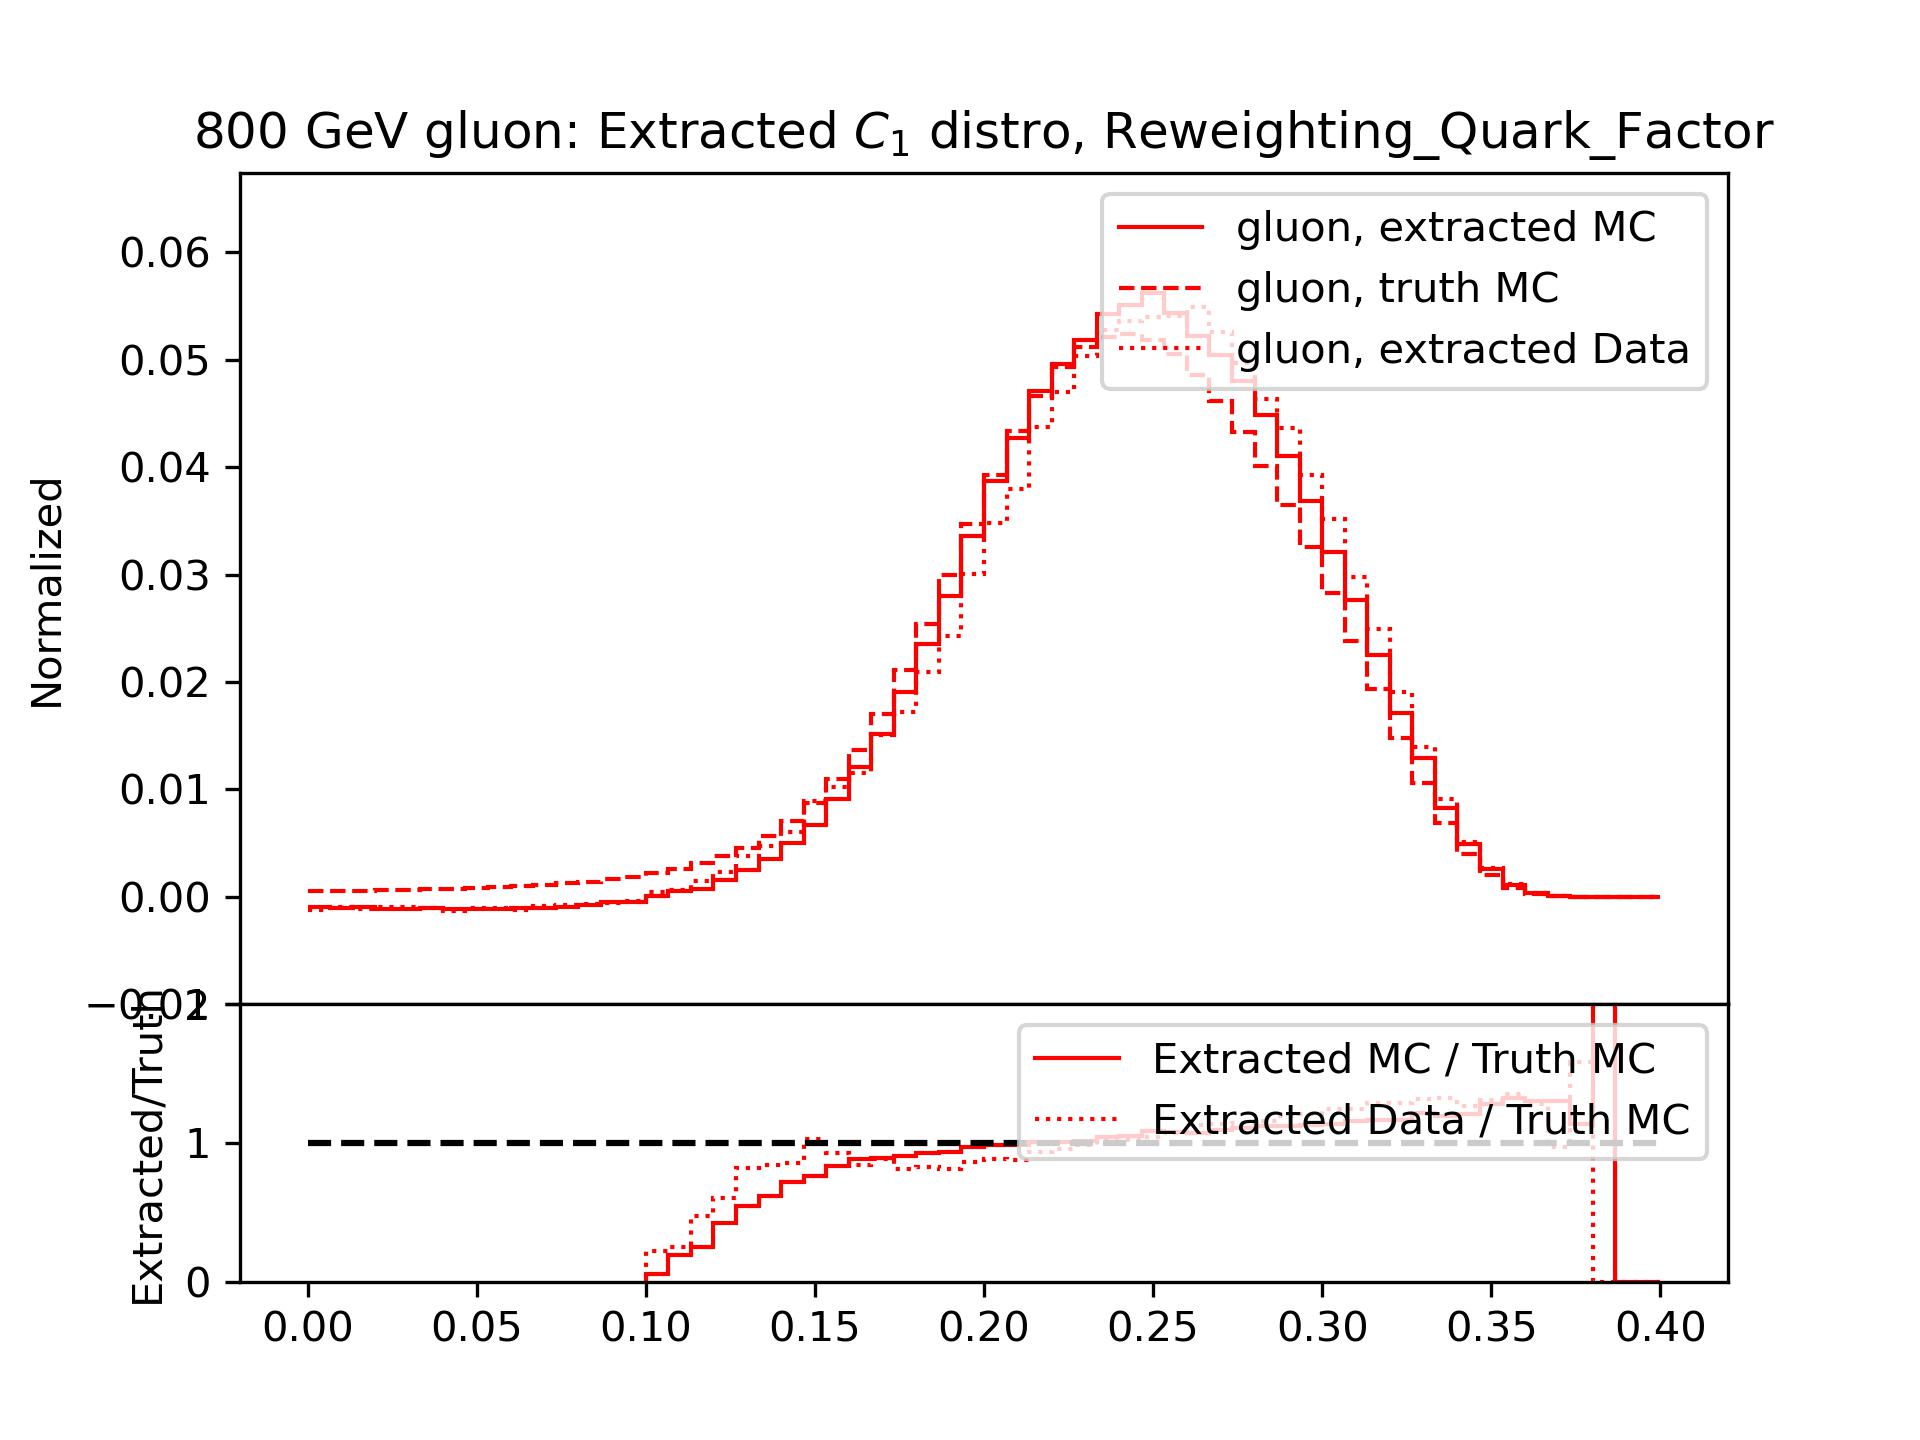 800 GeV gluon: Extracted C₁ distro, Reweighting_Quark_Factor
gluon, extracted MC
gluon, truth MC
gluon, extracted Data
Normalized
0.06
0.05
0.04
0.03
0.02
0.01
0.00
−0.01
Extracted MC / Truth MC
Extracted Data / Truth MC
Extracted/Truth
2
1
0
0.00 0.05 0.10 0.15 0.20 0.25 0.30 0.35 0.40